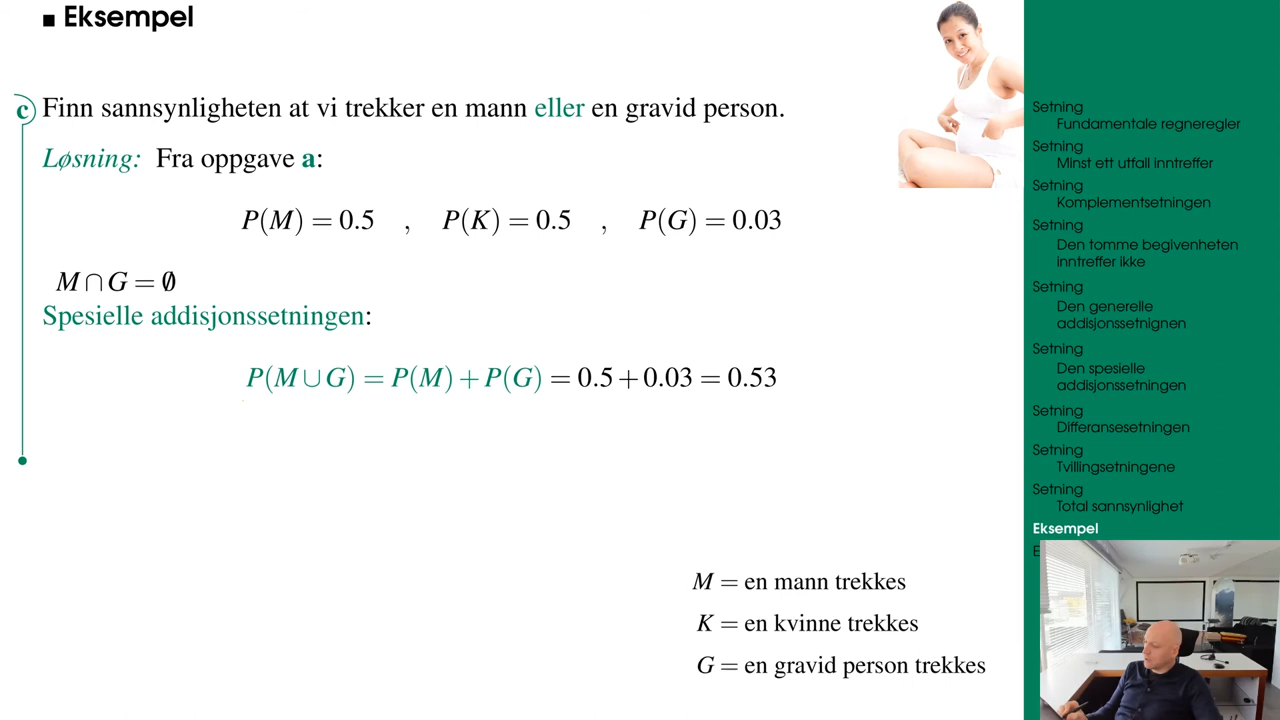 ■ Eksempel
c Finn sannsynligheten at vi trekker en mann eller en gravid person.
Løsning: Fra oppgave a:
P(M) = 0.5 , P(K) = 0.5 , P(G) = 0.03
M ∩ G = ∅
Spesielle addisjonssetningen:
P(M ∪ G) = P(M) + P(G) = 0.5 + 0.03 = 0.53
M = en mann trekkes
K = en kvinne trekkes
G = en gravid person trekkes
Setning
Fundamentale regneregler
Setning
Minst ett utfall inntreffer
Setning
Komplementsetningen
Setning
Den tomme begivenheten
inntreffer ikke
Setning
Den generelle
addisjonssetnignen
Setning
Den spesielle
addisjonssetningen
Setning
Differansesetningen
Setning
Tvillingsetningene
Setning
Total sannsynlighet
Eksempel